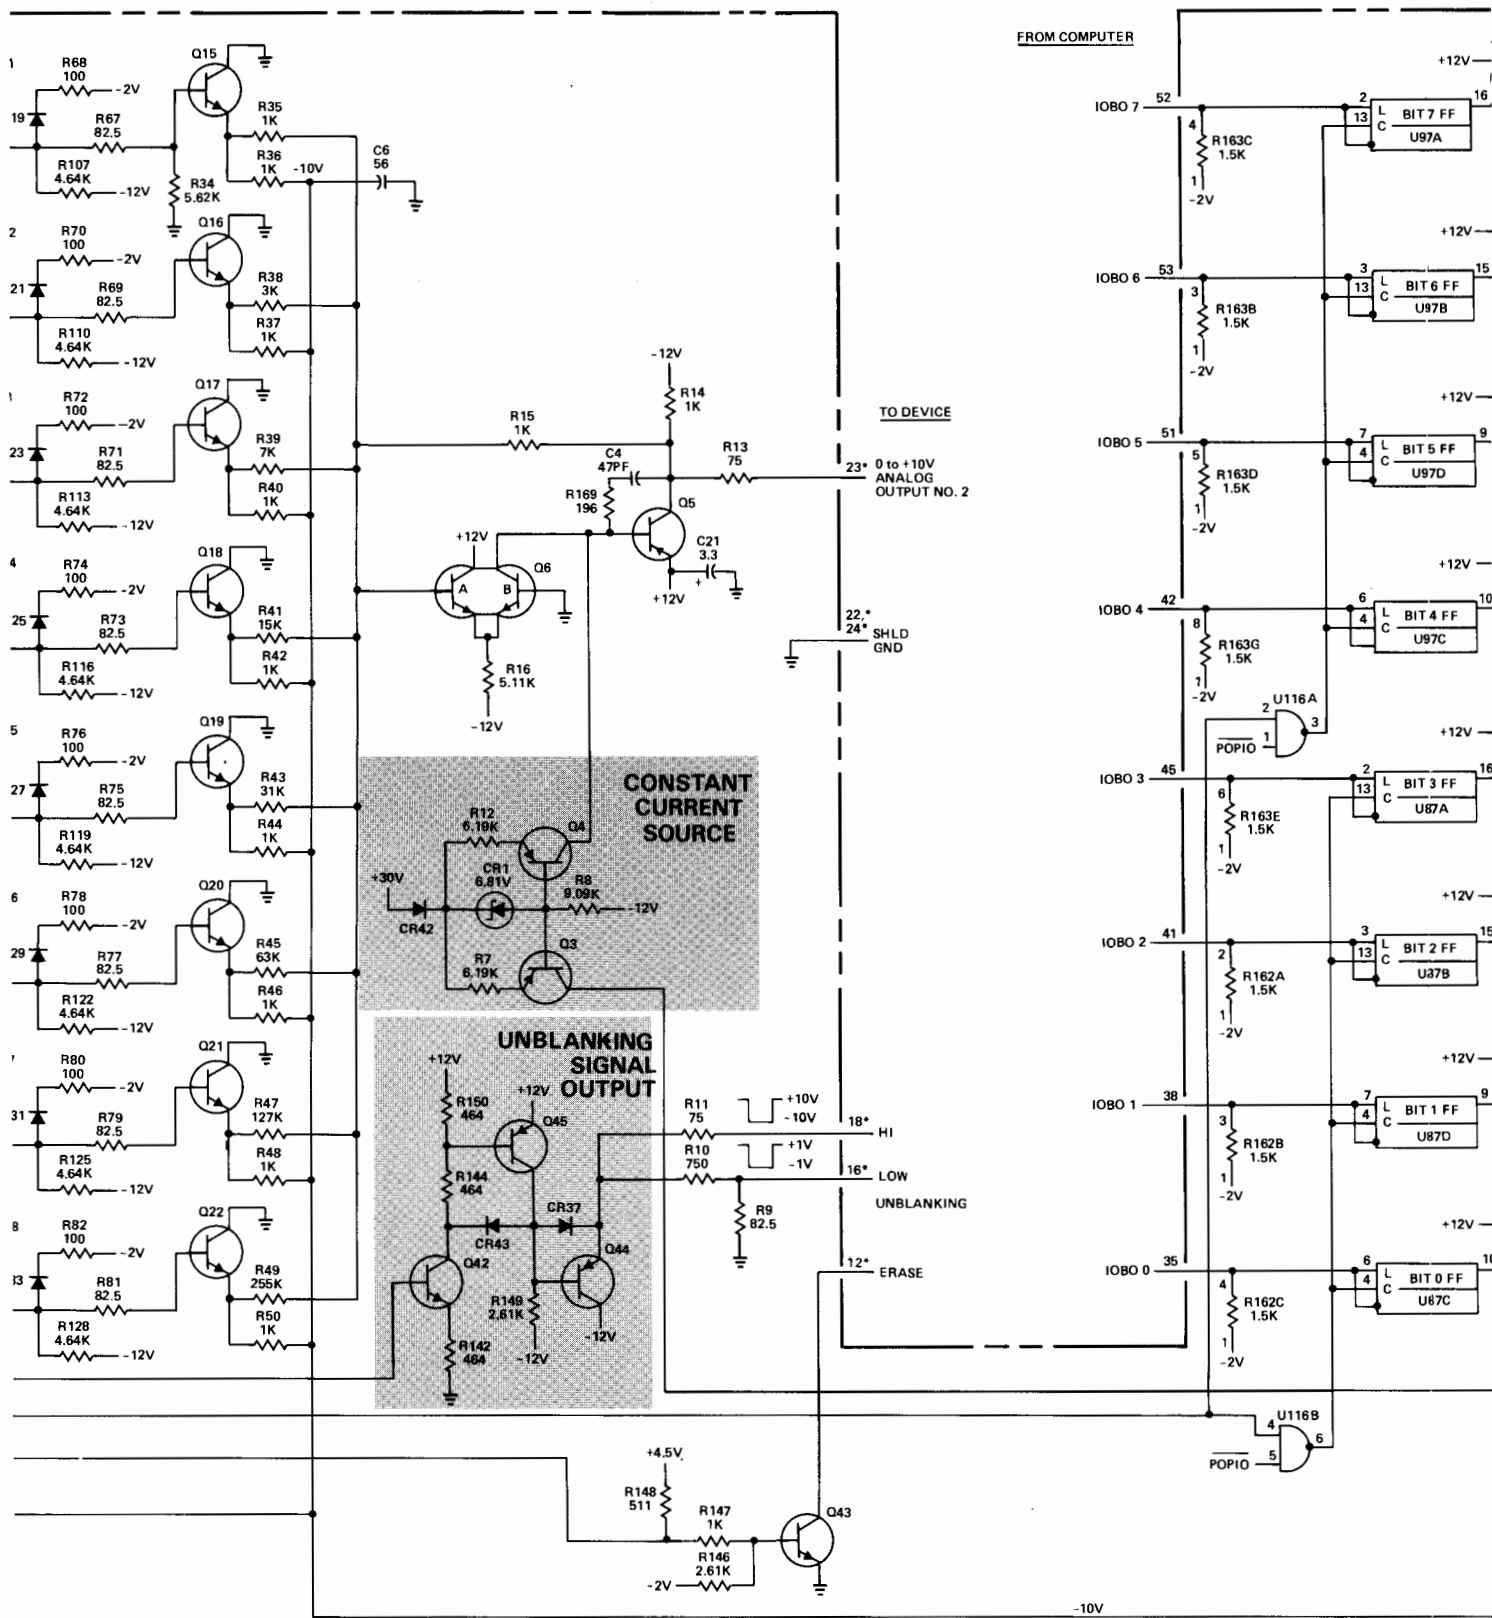 FROM COMPUTER
TO DEVICE
1
19
R68
100
-2V
R67
82.5
R107
4.64K
-12V
R34
5.62K
Q15
R35
1K
R36
1K
-10V
C6
56
2
21
R70
100
-2V
R69
82.5
R110
4.64K
-12V
Q16
R38
3K
R37
1K
23
R72
100
-2V
R71
82.5
R113
4.64K
-12V
Q17
R39
7K
R40
1K
4
25
R74
100
-2V
R73
82.5
R116
4.64K
-12V
Q18
R41
15K
R42
1K
5
27
R76
100
-2V
R75
82.5
R119
4.64K
-12V
Q19
R43
31K
R44
1K
6
29
R78
100
-2V
R77
82.5
R122
4.64K
-12V
Q20
R45
63K
R46
1K
31
R80
100
-2V
R79
82.5
R125
4.64K
-12V
Q21
R47
127K
R48
1K
8
33
R82
100
-2V
R81
82.5
R128
4.64K
-12V
Q22
R49
255K
R50
1K
-12V
R14
1K
R15
1K
C4
47PF
R13
75
R169
196
Q5
C21
3.3
+
+12V
+12V
A
B
Q6
R16
5.11K
-12V
23* 0 to +10V
ANALOG
OUTPUT NO. 2
22,*
24* SHLD
GND
CONSTANT
CURRENT
SOURCE
R12
6.19K
Q4
CR1
6.81V
+30V
CR42
R8
9.09K
-12V
Q3
R7
6.19K
UNBLANKING
SIGNAL
OUTPUT
+12V
R150
464
+12V
Q45
R144
464
CR37
CR43
Q44
Q42
R149
2.61K
-12V
-12V
R142
464
R11
75
+10V
-10V
18* HI
R10
750
+1V
-1V
16* LOW
UNBLANKING
R9
82.5
12* ERASE
+4.5V
R148
511
R147
1K
R146
2.61K
-2V
Q43
-10V
IOBO 7 52
4
R163C
1.5K
1
-2V
+12V
2 L
13 C
BIT 7 FF
U97A
16
IOBO 6 53
3
R163B
1.5K
1
-2V
+12V
3 L
13 C
BIT 6 FF
U97B
15
IOBO 5 51
5
R163D
1.5K
1
-2V
+12V
7 L
4 C
BIT 5 FF
U97D
9
IOBO 4 42
8
R163G
1.5K
1
-2V
+12V
6 L
4 C
BIT 4 FF
U97C
10
U116A
2
1
3
POPIO
IOBO 3 45
6
R163E
1.5K
1
-2V
+12V
2 L
13 C
BIT 3 FF
U87A
16
IOBO 2 41
2
R162A
1.5K
1
-2V
+12V
3 L
13 C
BIT 2 FF
U37B
15
IOBO 1 38
3
R162B
1.5K
1
-2V
+12V
7 L
4 C
BIT 1 FF
U87D
9
IOBO 0 35
4
R162C
1.5K
1
-2V
+12V
6 L
4 C
BIT 0 FF
U87C
10
U116B
4
5
6
POPIO